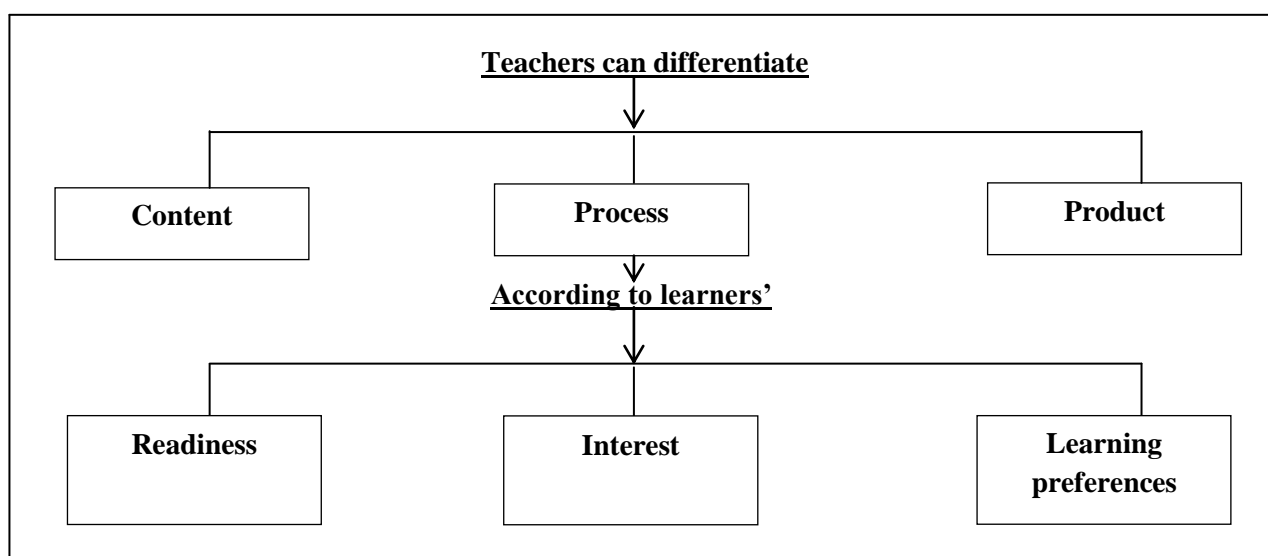 Teachers can differentiate
Content
Process
Product
According to learners’
Readiness
Interest
Learning
preferences